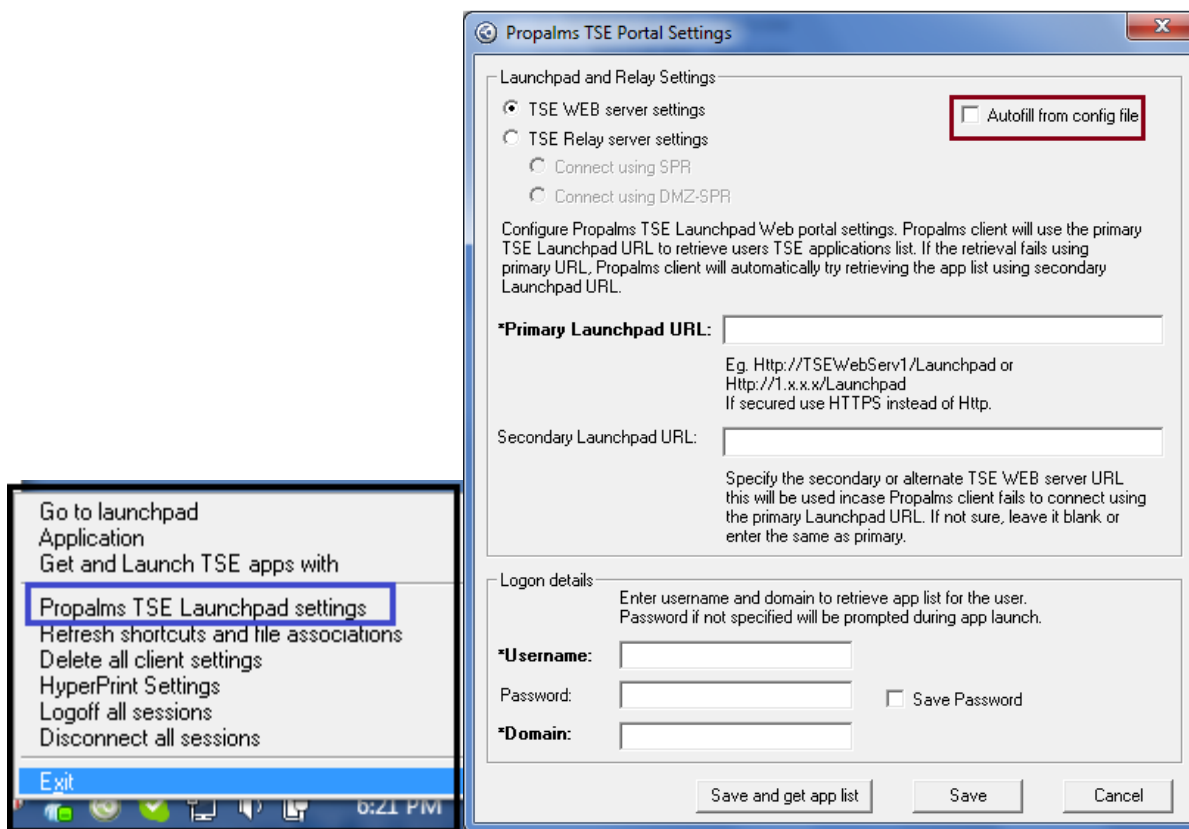 Propalms TSE Portal Settings
Launchpad and Relay Settings
TSE WEB server settings
Autofill from config file
TSE Relay server settings
Connect using SPR
Connect using DMZ-SPR
Configure Propalms TSE Launchpad Web portal settings. Propalms client will use the primary
TSE Launchpad URL to retrieve users TSE applications list. If the retrieval fails using
primary URL, Propalms client will automatically try retrieving the app list using secondary
Launchpad URL.
*Primary Launchpad URL:
Eg. Http://TSEWebServ1/Launchpad or
Http://1.x.x.x/Launchpad
If secured use HTTPS instead of Http.
Secondary Launchpad URL:
Specify the secondary or alternate TSE WEB server URL
this will be used incase Propalms client fails to connect using
the primary Launchpad URL. If not sure, leave it blank or
enter the same as primary.
Logon details
Enter username and domain to retrieve app list for the user.
Password if not specified will be prompted during app launch.
*Username:
Password:
Save Password
*Domain:
Save and get app list
Save
Cancel
Go to launchpad
Application
Get and Launch TSE apps with
Propalms TSE Launchpad settings
Refresh shortcuts and file associations
Delete all client settings
HyperPrint Settings
Logoff all sessions
Disconnect all sessions
Exit
6:21 PM